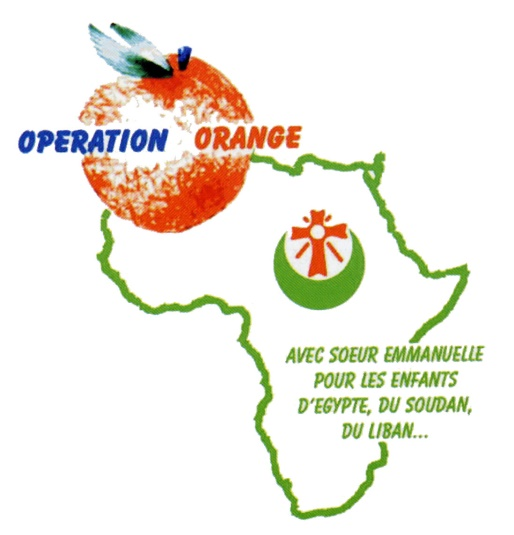 OPERATION ORANGE
AVEC SOEUR EMMANUELLE
POUR LES ENFANTS
D'EGYPTE, DU SOUDAN,
DU LIBAN...